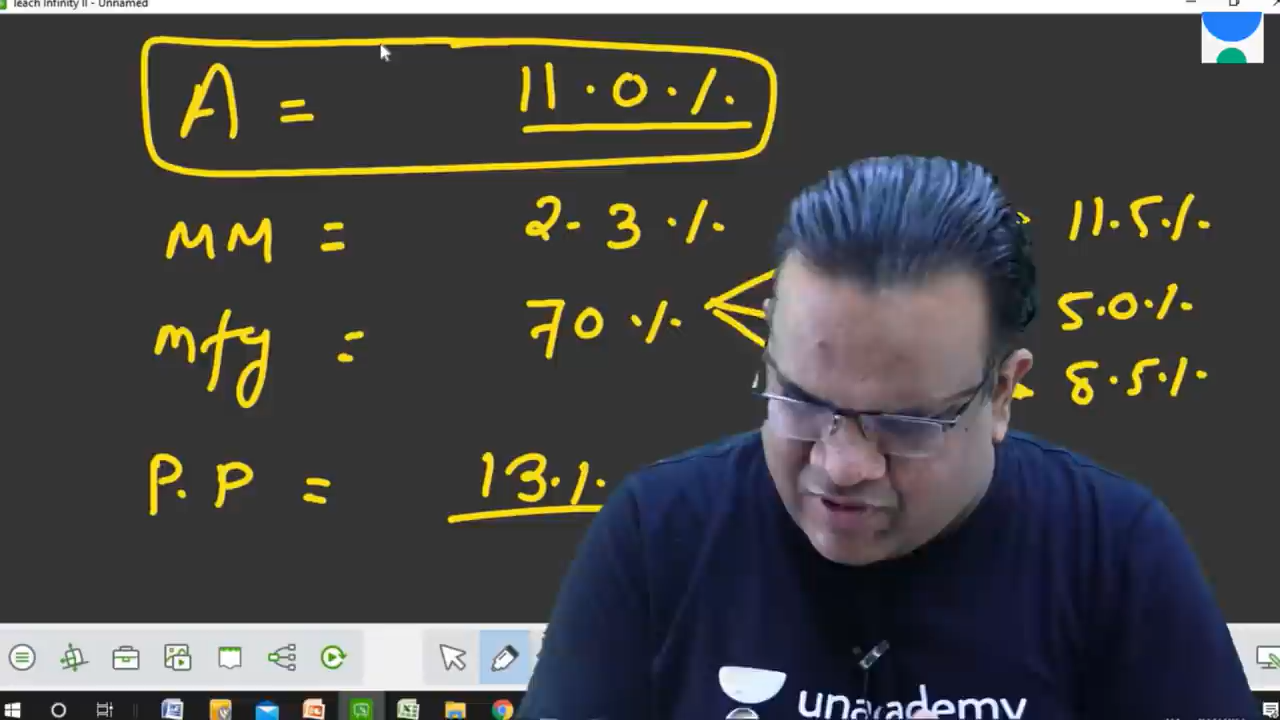 Teach Infinity II - Unnamed
A = 11.0%
MM = 2.3% 11.5%
mfg = 70% 5.0%
8.5%
P.P = 13%
unacademy